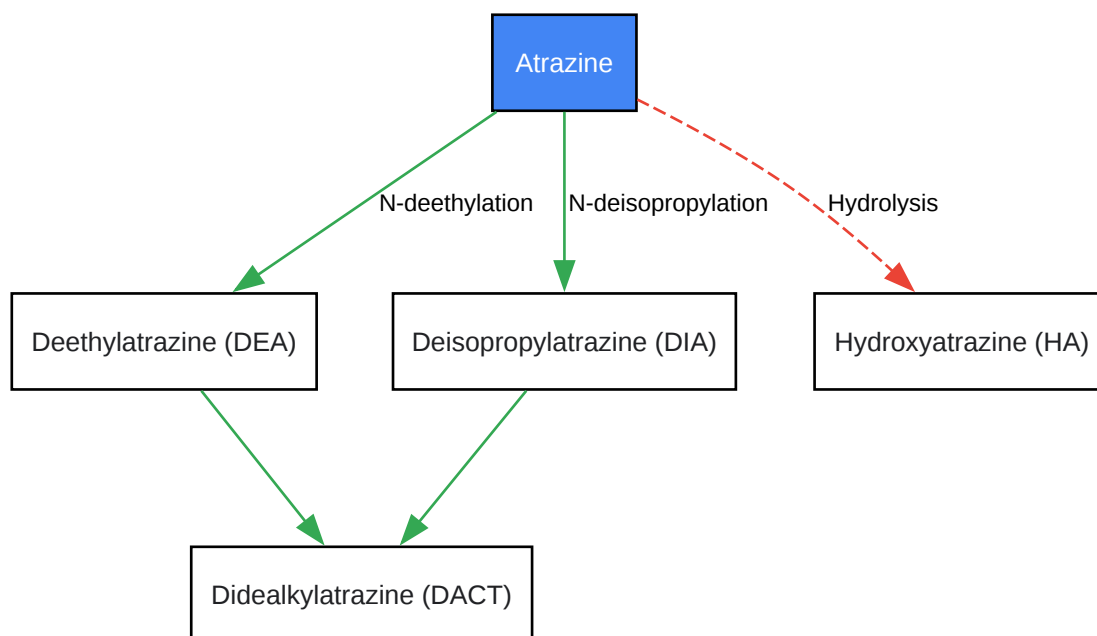 Atrazine
N-deethylation
N-deisopropylation
Hydrolysis
Deethylatrazine (DEA)
Deisopropylatrazine (DIA)
Hydroxyatrazine (HA)
Didealkylatrazine (DACT)